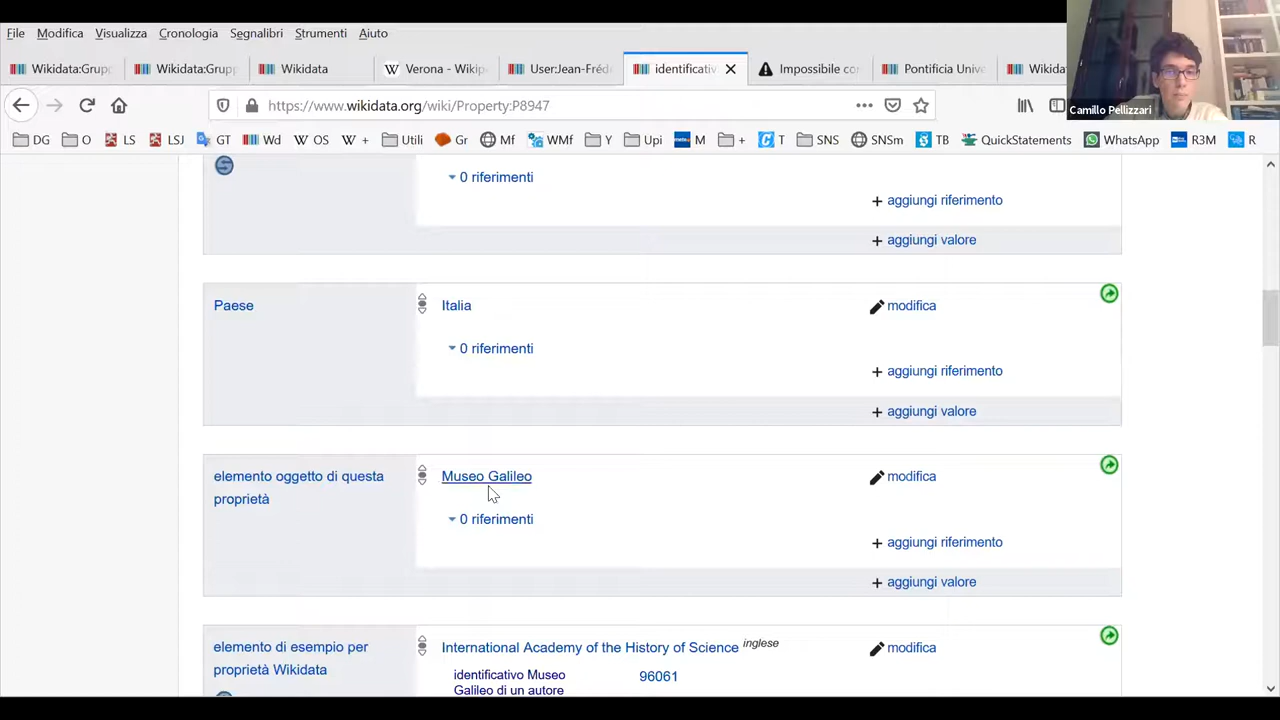 File Modifica Visualizza Cronologia Segnalibri Strumenti Aiuto
Wikidata:Grupp Wikidata:Grupp Wikidata Verona - Wikip User:Jean-Fréde identificativ Impossibile co Pontificia Unive Wikida
https://www.wikidata.org/wiki/Property:P8947
Camillo Pellizzari
DG O LS LSJ GT Wd OS + Utili G Mf WMf Y Upi M + T SNS SNSm TB QuickStatements WhatsApp R3M R
0 riferimenti
+ aggiungi riferimento
+ aggiungi valore
Paese
Italia
modifica
0 riferimenti
+ aggiungi riferimento
+ aggiungi valore
elemento oggetto di questa
proprietà
Museo Galileo
modifica
0 riferimenti
+ aggiungi riferimento
+ aggiungi valore
elemento di esempio per
proprietà Wikidata
International Academy of the History of Science inglese
modifica
identificativo Museo
Galileo di un autore
96061